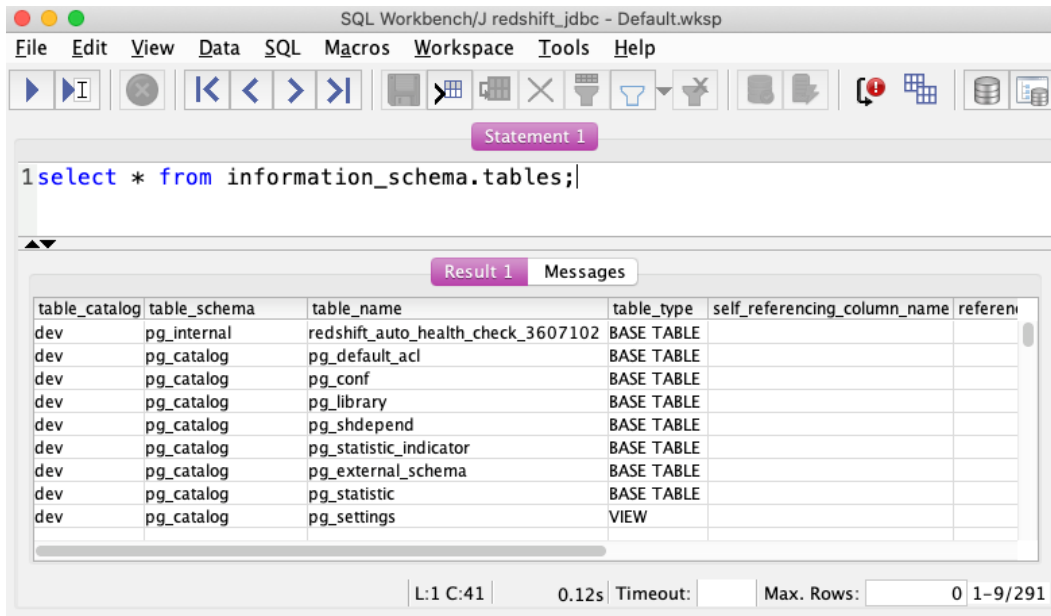 SQL Workbench/J redshift_jdbc - Default.wksp
File Edit View Data SQL Macros Workspace Tools Help
Statement 1
1 select * from information_schema.tables;
Result 1 Messages
table_catalog table_schema table_name table_type self_referencing_column_name referen
dev pg_internal redshift_auto_health_check_3607102 BASE TABLE
dev pg_catalog pg_default_acl BASE TABLE
dev pg_catalog pg_conf BASE TABLE
dev pg_catalog pg_library BASE TABLE
dev pg_catalog pg_shdepend BASE TABLE
dev pg_catalog pg_statistic_indicator BASE TABLE
dev pg_catalog pg_external_schema BASE TABLE
dev pg_catalog pg_statistic BASE TABLE
dev pg_catalog pg_settings VIEW
L:1 C:41 0.12s Timeout: Max. Rows: 0 1-9/291